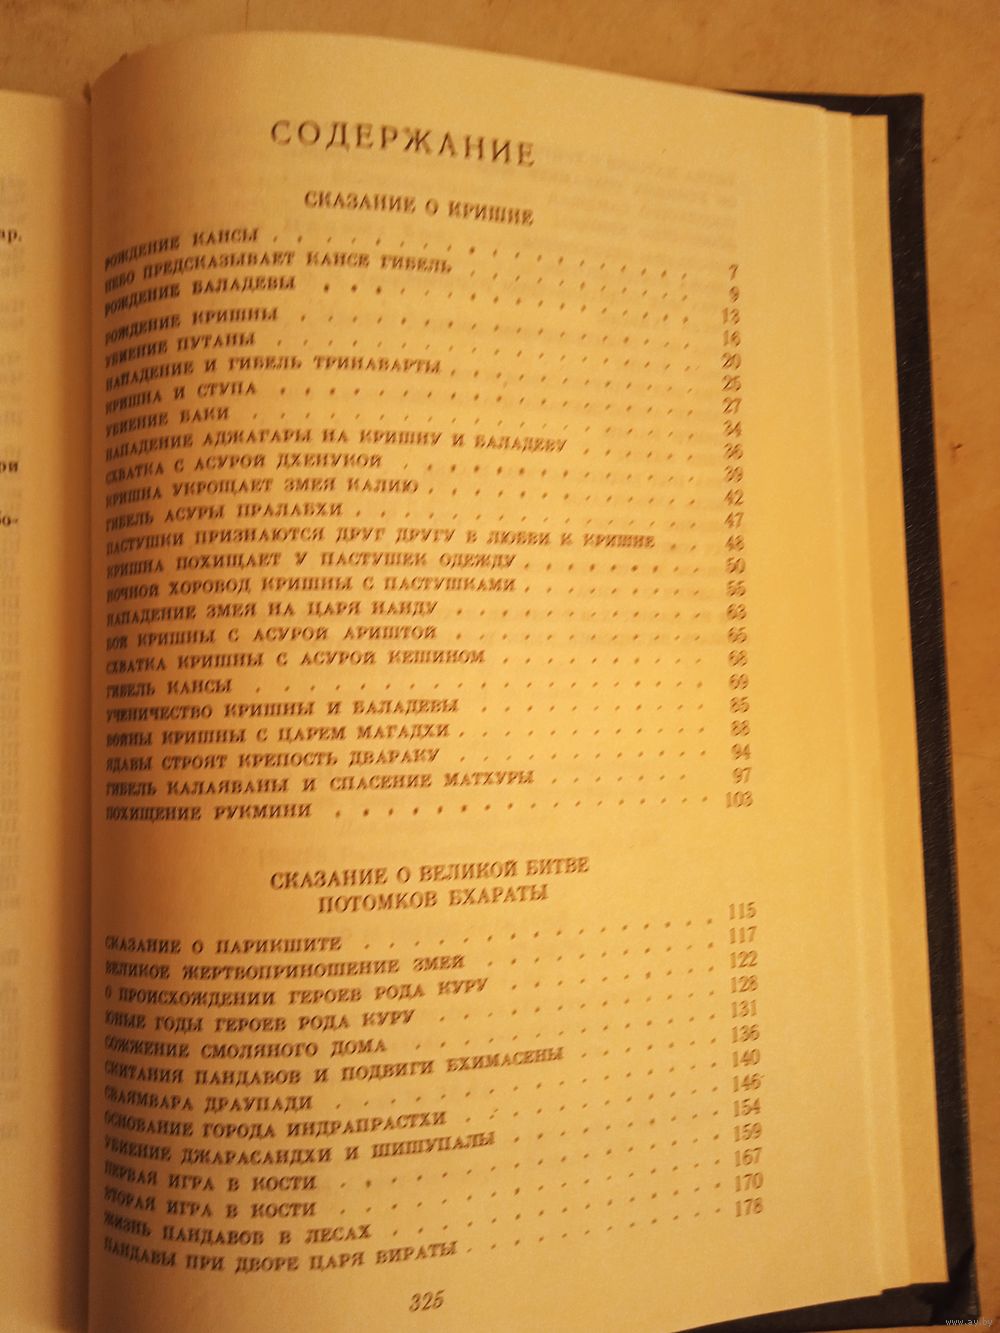 ар.
ри
бо-
СОДЕРЖАНИЕ
СКАЗАНИЕ О КРИШНЕ
РОЖДЕНИЕ КАНСЫ . . . . . . . . . . . . . . . . 7
НЕБО ПРЕДСКАЗЫВАЕТ КАНСЕ ГИБЕЛЬ . . . . . . . . . 9
РОЖДЕНИЕ БАЛАДЕВЫ . . . . . . . . . . . . . . 13
РОЖДЕНИЕ КРИШНЫ . . . . . . . . . . . . . . . 16
УБИЕНИЕ ПУТАНЫ . . . . . . . . . . . . . . . . 20
НАПАДЕНИЕ И ГИБЕЛЬ ТРИНАВАРТЫ . . . . . . . . . . 25
КРИШНА И СТУПА . . . . . . . . . . . . . . . . 27
УБИЕНИЕ БАКИ . . . . . . . . . . . . . . . . . 34
НАПАДЕНИЕ АДЖАГАРЫ НА КРИШНУ И БАЛАДЕВУ . . . . . 36
СХВАТКА С АСУРОЙ ДХЕНУКОЙ . . . . . . . . . . . . 39
КРИШНА УКРОЩАЕТ ЗМЕЯ КАЛИЮ . . . . . . . . . . . 42
ГИБЕЛЬ АСУРЫ ПРАЛАБХИ . . . . . . . . . . . . . . 47
ПАСТУШКИ ПРИЗНАЮТСЯ ДРУГ ДРУГУ В ЛЮБВИ К КРИШНЕ . . 48
КРИШНА ПОХИЩАЕТ У ПАСТУШЕК ОДЕЖДУ . . . . . . . . 50
НОЧНОЙ ХОРОВОД КРИШНЫ С ПАСТУШКАМИ . . . . . . . . 55
НАПАДЕНИЕ ЗМЕЯ НА ЦАРЯ НАНДУ . . . . . . . . . . 63
БОЙ КРИШНЫ С АСУРОЙ АРИШТОЙ . . . . . . . . . . 65
СХВАТКА КРИШНЫ С АСУРОЙ КЕШИНОМ . . . . . . . . . 68
ГИБЕЛЬ КАНСЫ . . . . . . . . . . . . . . . . . 69
УЧЕНИЧЕСТВО КРИШНЫ И БАЛАДЕВЫ . . . . . . . . . . 85
ВОЙНЫ КРИШНЫ С ЦАРЕМ МАГАДХИ . . . . . . . . . . 88
ЯДАВЫ СТРОЯТ КРЕПОСТЬ ДВАРАКУ . . . . . . . . . . 94
ГИБЕЛЬ КАЛАЯВАНЫ И СПАСЕНИЕ МАТХУРЫ . . . . . . . 97
ПОХИЩЕНИЕ РУКМИНИ . . . . . . . . . . . . . . . 103
СКАЗАНИЕ О ВЕЛИКОЙ БИТВЕ
ПОТОМКОВ БХАРАТЫ
СКАЗАНИЕ О ПАРИКШИТЕ . . . . . . . . . . . . . . 115
ВЕЛИКОЕ ЖЕРТВОПРИНОШЕНИЕ ЗМЕЙ . . . . . . . . . . 117
О ПРОИСХОЖДЕНИИ ГЕРОЕВ РОДА КУРУ . . . . . . . . . 122
ЮНЫЕ ГОДЫ ГЕРОЕВ РОДА КУРУ . . . . . . . . . . . 128
СОЖЖЕНИЕ СМОЛЯНОГО ДОМА . . . . . . . . . . . . 131
СКИТАНИЯ ПАНДАВОВ И ПОДВИГИ БХИМАСЕНЫ . . . . . . 136
СВАЯМВАРА ДРАУПАДИ . . . . . . . . . . . . . . . 140
ОСНОВАНИЕ ГОРОДА ИНДРАПРАСТХИ . . . . . . . . . . 146
УБИЕНИЕ ДЖАРАСАНДХИ И ШИШУПАЛЫ . . . . . . . . . 154
ПЕРВАЯ ИГРА В КОСТИ . . . . . . . . . . . . . . . 159
ВТОРАЯ ИГРА В КОСТИ . . . . . . . . . . . . . . . 167
ЖИЗНЬ ПАНДАВОВ В ЛЕСАХ . . . . . . . . . . . . . 170
ПАНДАВЫ ПРИ ДВОРЕ ЦАРЯ ВИРАТЫ . . . . . . . . . . 178
325
www.ay.by